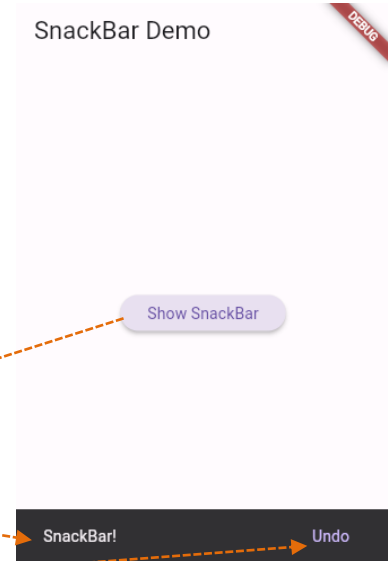 SnackBar Demo
DEBUG
Show SnackBar
SnackBar!
Undo